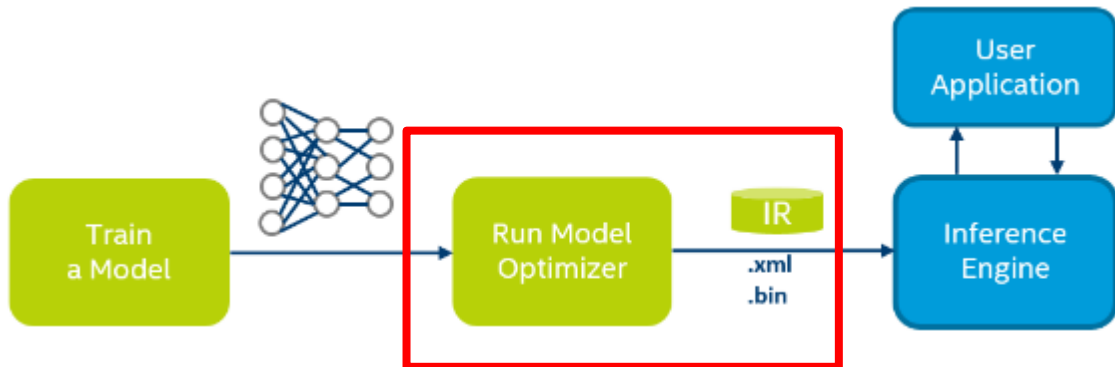 User
Application
Train
a Model
Run Model
Optimizer
IR
.xml
.bin
Inference
Engine